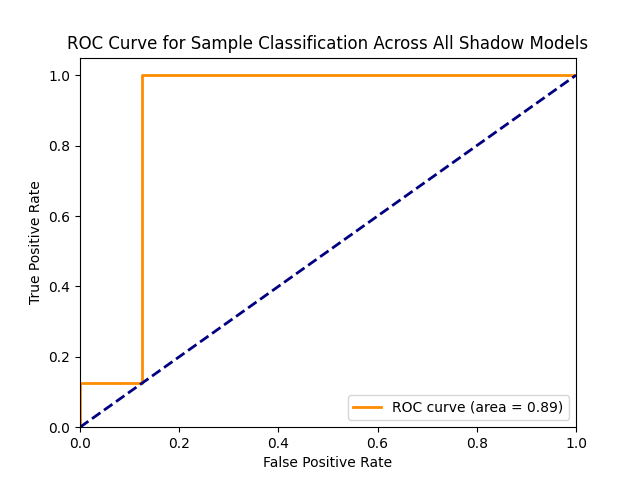 ROC Curve for Sample Classification Across All Shadow Models
True Positive Rate
1.0
0.8
0.6
0.4
0.2
0.0
0.0 0.2 0.4 0.6 0.8 1.0
False Positive Rate
ROC curve (area = 0.89)